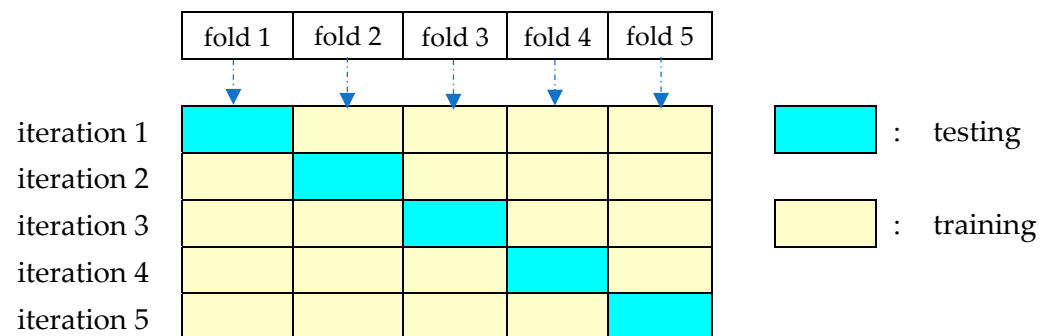 fold 1 fold 2 fold 3 fold 4 fold 5
iteration 1
: testing
iteration 2
iteration 3
: training
iteration 4
iteration 5